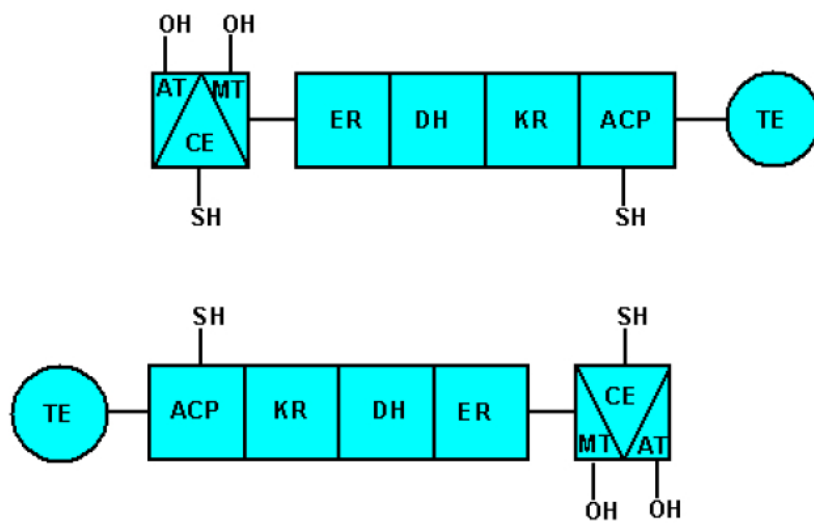 OH OH
AT MT
CE
ER DH KR ACP TE
SH SH
SH SH
TE ACP KR DH ER CE
MT AT
OH OH